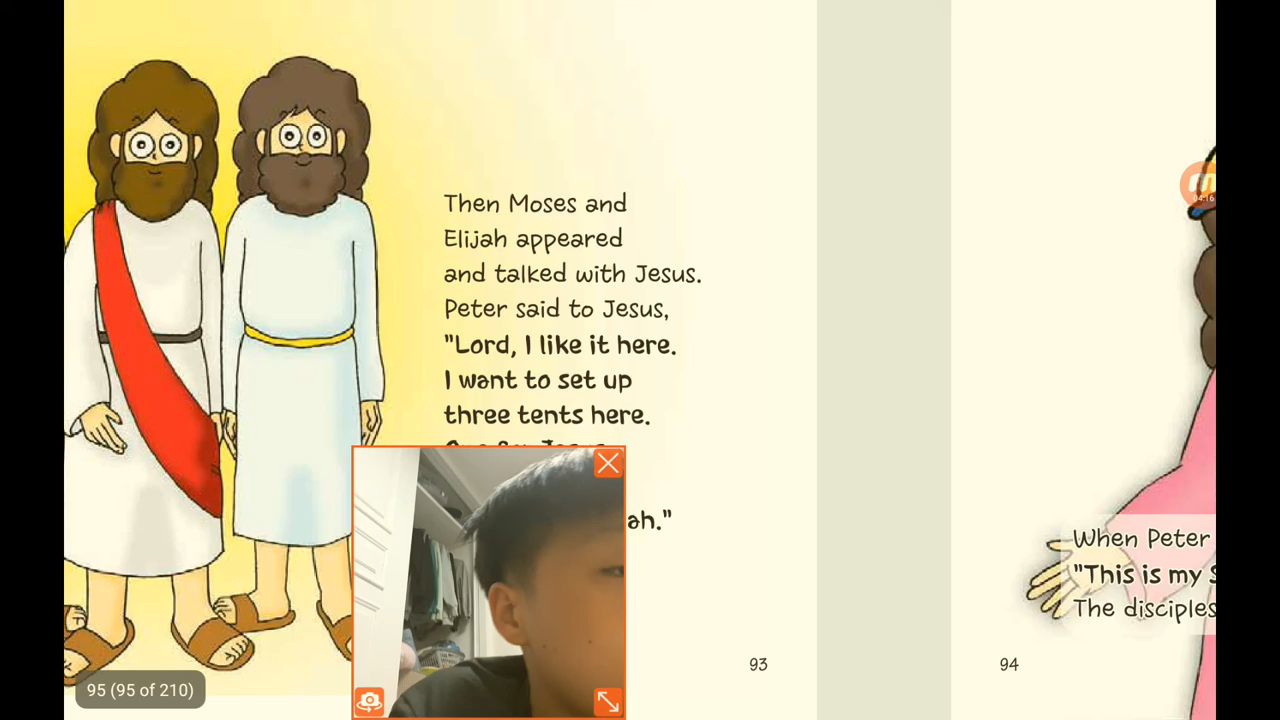 Then Moses and
Elijah appeared
and talked with Jesus.
Peter said to Jesus,
"Lord, I like it here.
I want to set up
three tents here.
ah."
93
When Peter
"This is my S
The disciples
94
04:16
95 (95 of 210)